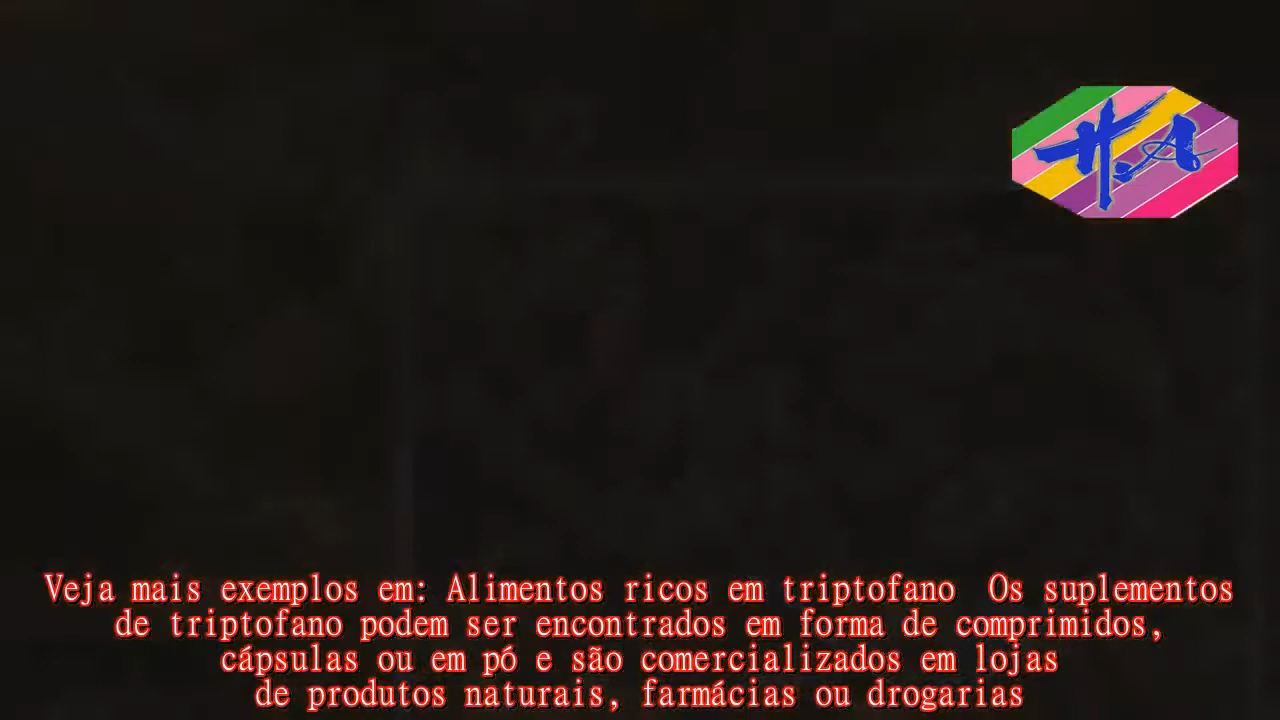 H.A
Veja mais exemplos em: Alimentos ricos em triptofano  Os suplementos
de triptofano podem ser encontrados em forma de comprimidos,
cápsulas ou em pó e são comercializados em lojas
de produtos naturais, farmácias ou drogarias